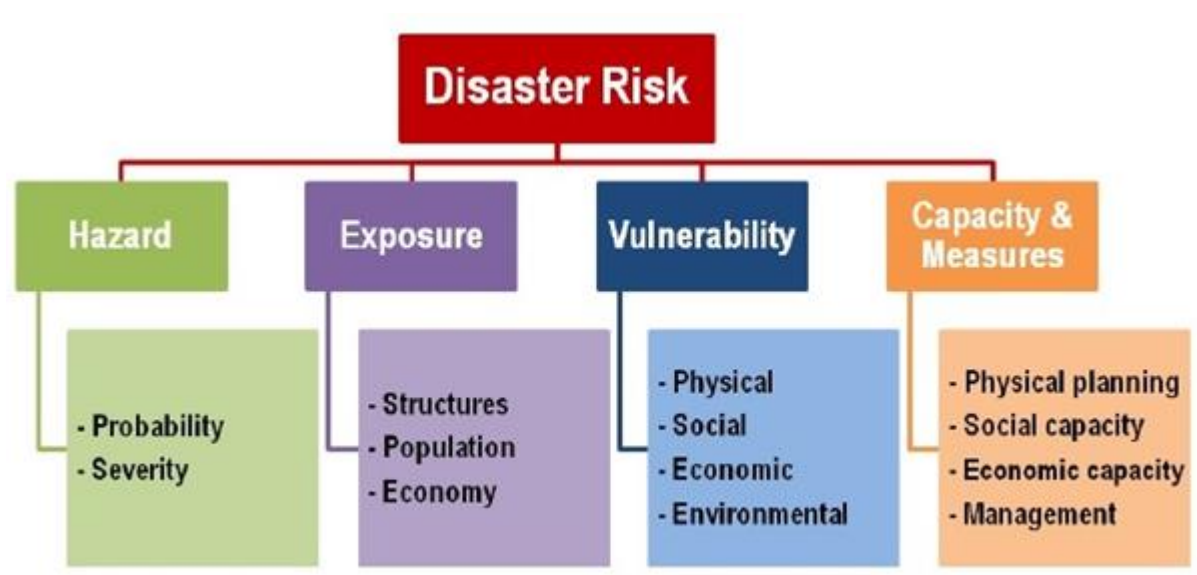 Disaster Risk
Hazard
- Probability
- Severity
Exposure
- Structures
- Population
- Economy
Vulnerability
- Physical
- Social
- Economic
- Environmental
Capacity &
Measures
- Physical planning
- Social capacity
- Economic capacity
- Management